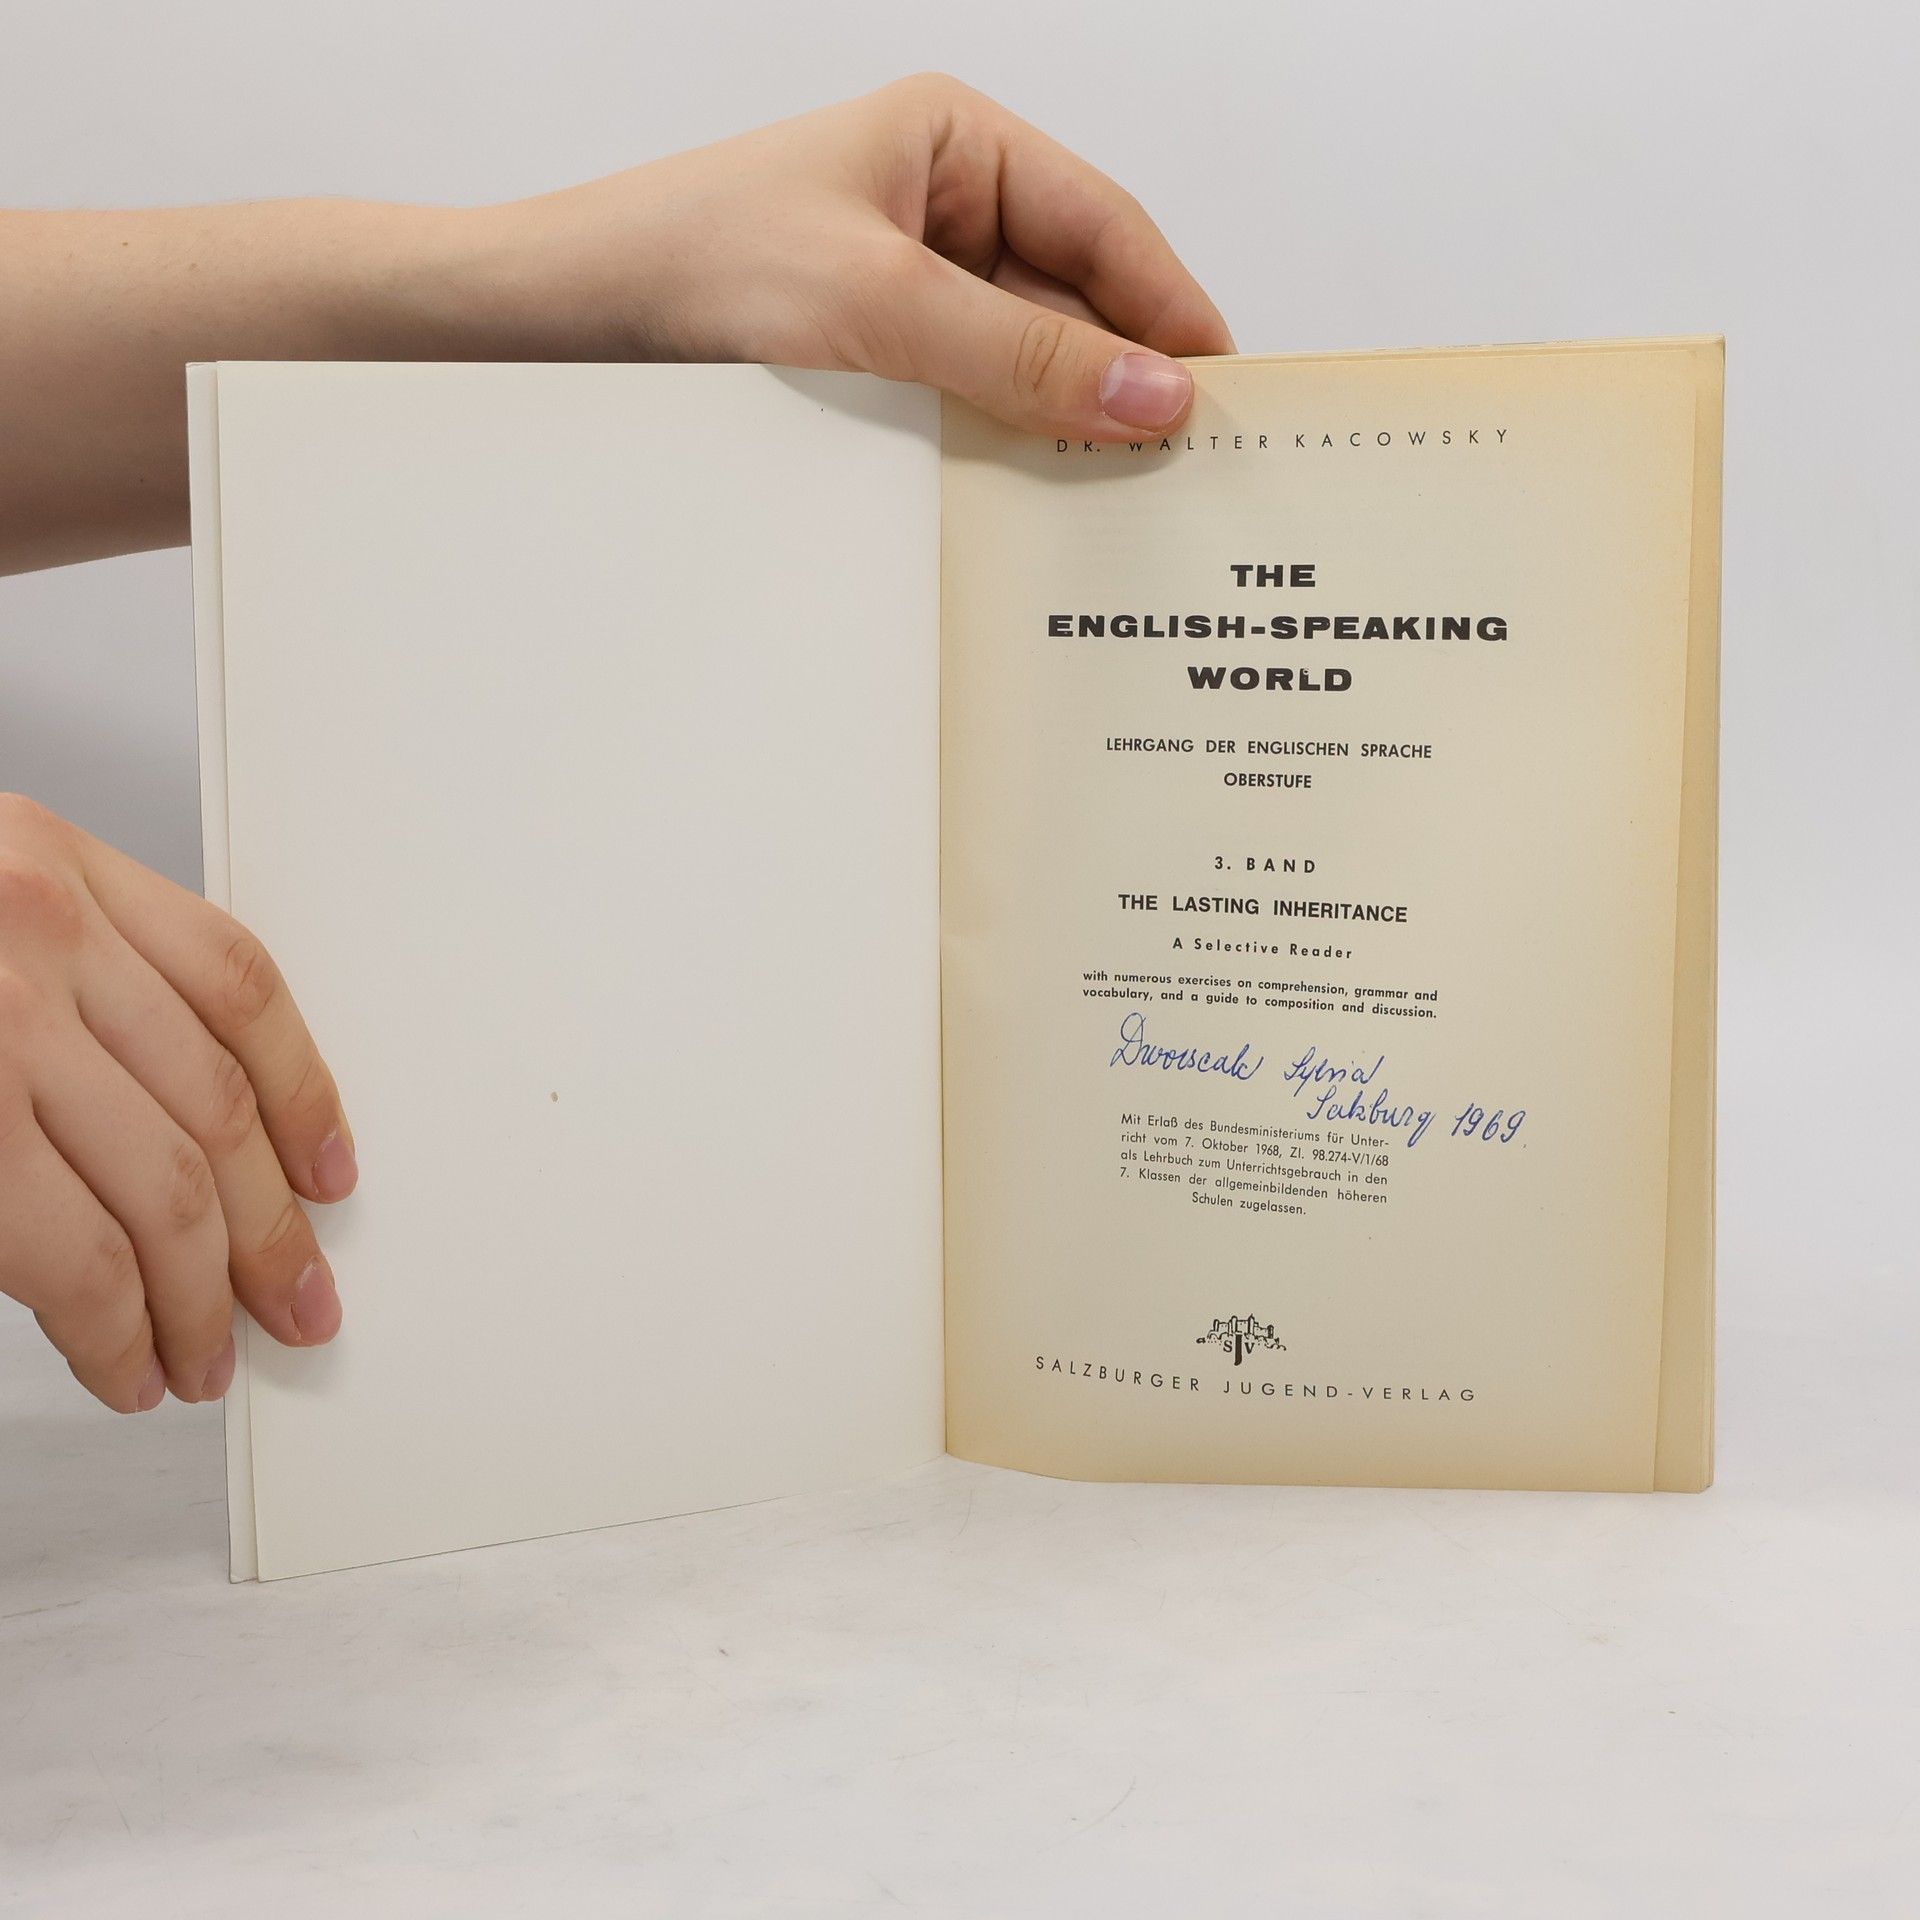 DR. WALTER KACOWSKY
THE
ENGLISH-SPEAKING
WORLD
LEHRGANG DER ENGLISCHEN SPRACHE
OBERSTUFE
3. BAND
THE LASTING INHERITANCE
A Selective Reader
with numerous exercises on comprehension, grammar and
vocabulary, and a guide to composition and discussion.
Sylvia
Salzburg 1969.
Mit Erlaß des Bundesministeriums für Unter-
richt vom 7. Oktober 1968, Zl. 98.274-V/1/68
als Lehrbuch zum Unterrichtsgebrauch in den
7. Klassen der allgemeinbildenden höheren
Schulen zugelassen.
SJV
SALZBURGER JUGEND-VERLAG